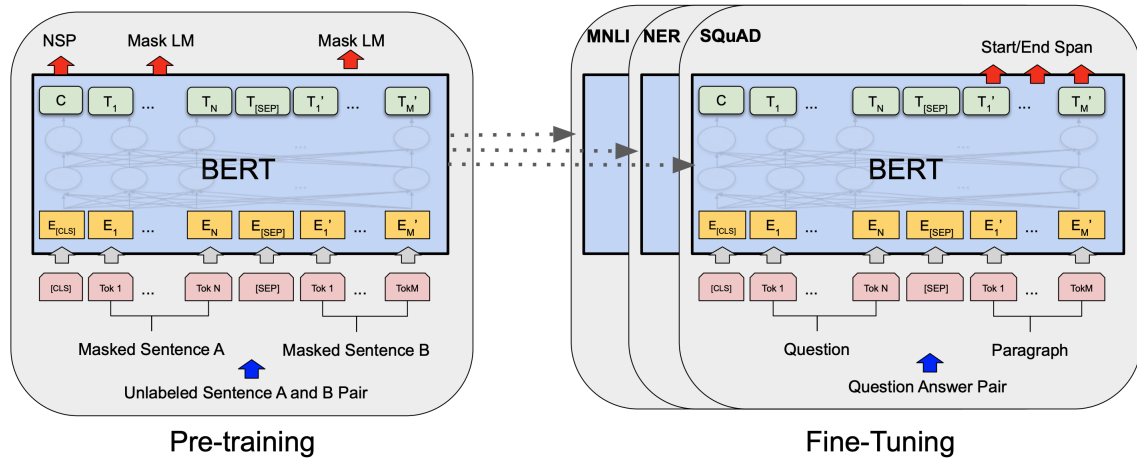 NSP Mask LM Mask LM
C T1 ... TN T[SEP] T1' ... TM'
...
BERT
...
E[CLS] E1 ... EN E[SEP] E1' ... EM'
[CLS] Tok 1 ... Tok N [SEP] Tok 1 ... TokM
Masked Sentence A Masked Sentence B
Unlabeled Sentence A and B Pair
Pre-training
MNLI NER SQuAD
Start/End Span
C T1 ... TN T[SEP] T1' ... TM'
...
BERT
...
E[CLS] E1 ... EN E[SEP] E1' ... EM'
[CLS] Tok 1 ... Tok N [SEP] Tok 1 ... TokM
Question Paragraph
Question Answer Pair
Fine-Tuning